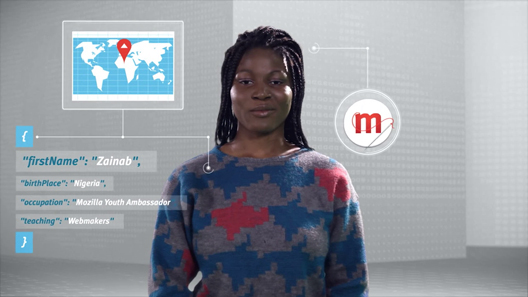 {
"firstName": "Zainab",
"birthPlace": "Nigeria",
"occupation": "Mozilla Youth Ambassador
"teaching": "Webmakers"
}
m